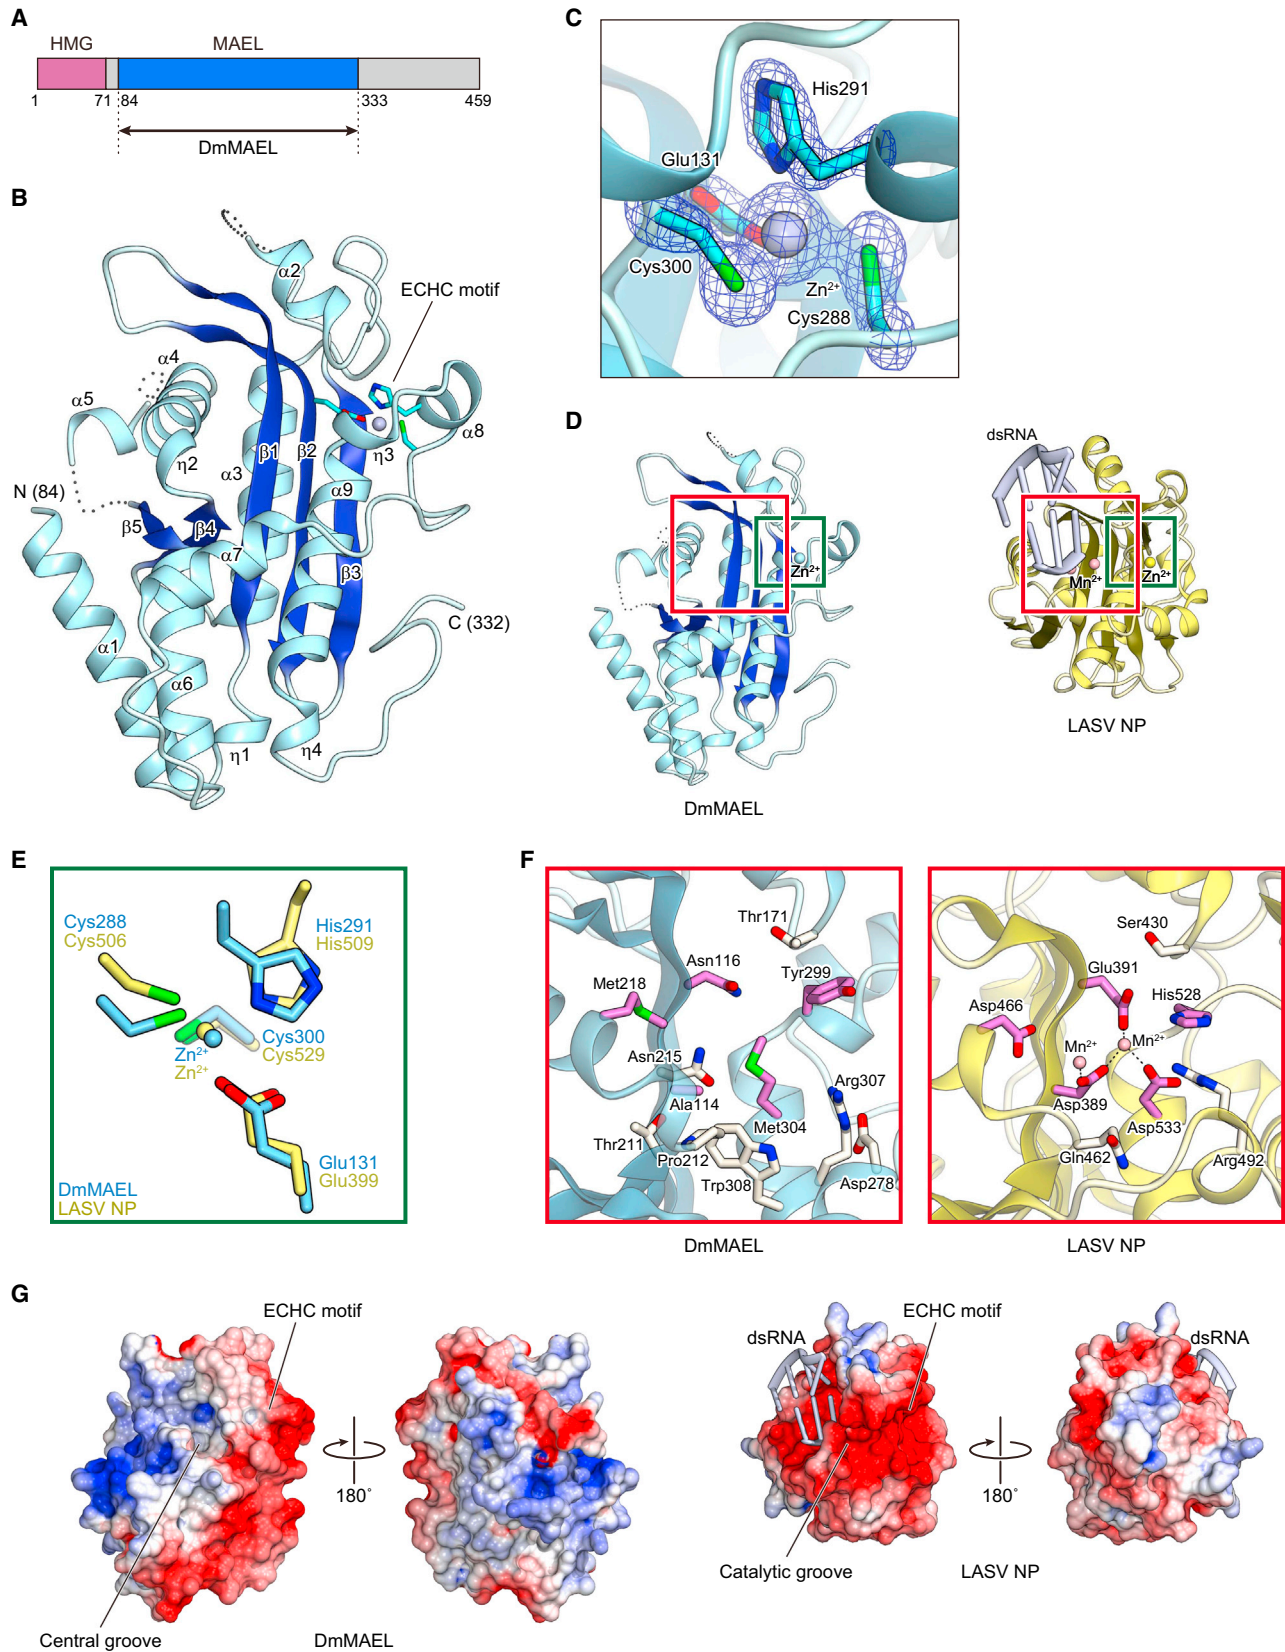 A
HMG MAEL
1 71 84 333 459
DmMAEL
B
α2
ECHC motif
α4
α5
α8
η2
α3
β1
β2
η3
N (84)
α9
β5
β4
α7
β3
C (332)
α1
α6
η1
η4
C
His291
Glu131
Cys300
Zn²⁺
Cys288
D
Zn²⁺
DmMAEL
dsRNA
Mn²⁺
Zn²⁺
LASV NP
E
Cys288
Cys506
His291
His509
Cys300
Cys529
Zn²⁺
Zn²⁺
Glu131
Glu399
DmMAEL
LASV NP
F
Thr171
Asn116
Met218
Tyr299
Asn215
Ala114
Arg307
Thr211
Met304
Pro212
Trp308
Asp278
DmMAEL
Ser430
Glu391
Asp466
His528
Mn²⁺
Mn²⁺
Asp389
Asp533
Gln462
Arg492
LASV NP
G
ECHC motif
180˚
Central groove
DmMAEL
dsRNA
ECHC motif
dsRNA
180˚
Catalytic groove
LASV NP